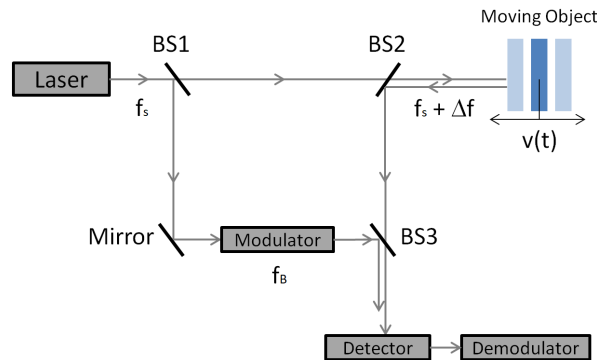 Moving Object
BS1
BS2
Laser
fs
fs + Δf
v(t)
Mirror
Modulator
BS3
fB
Detector
Demodulator